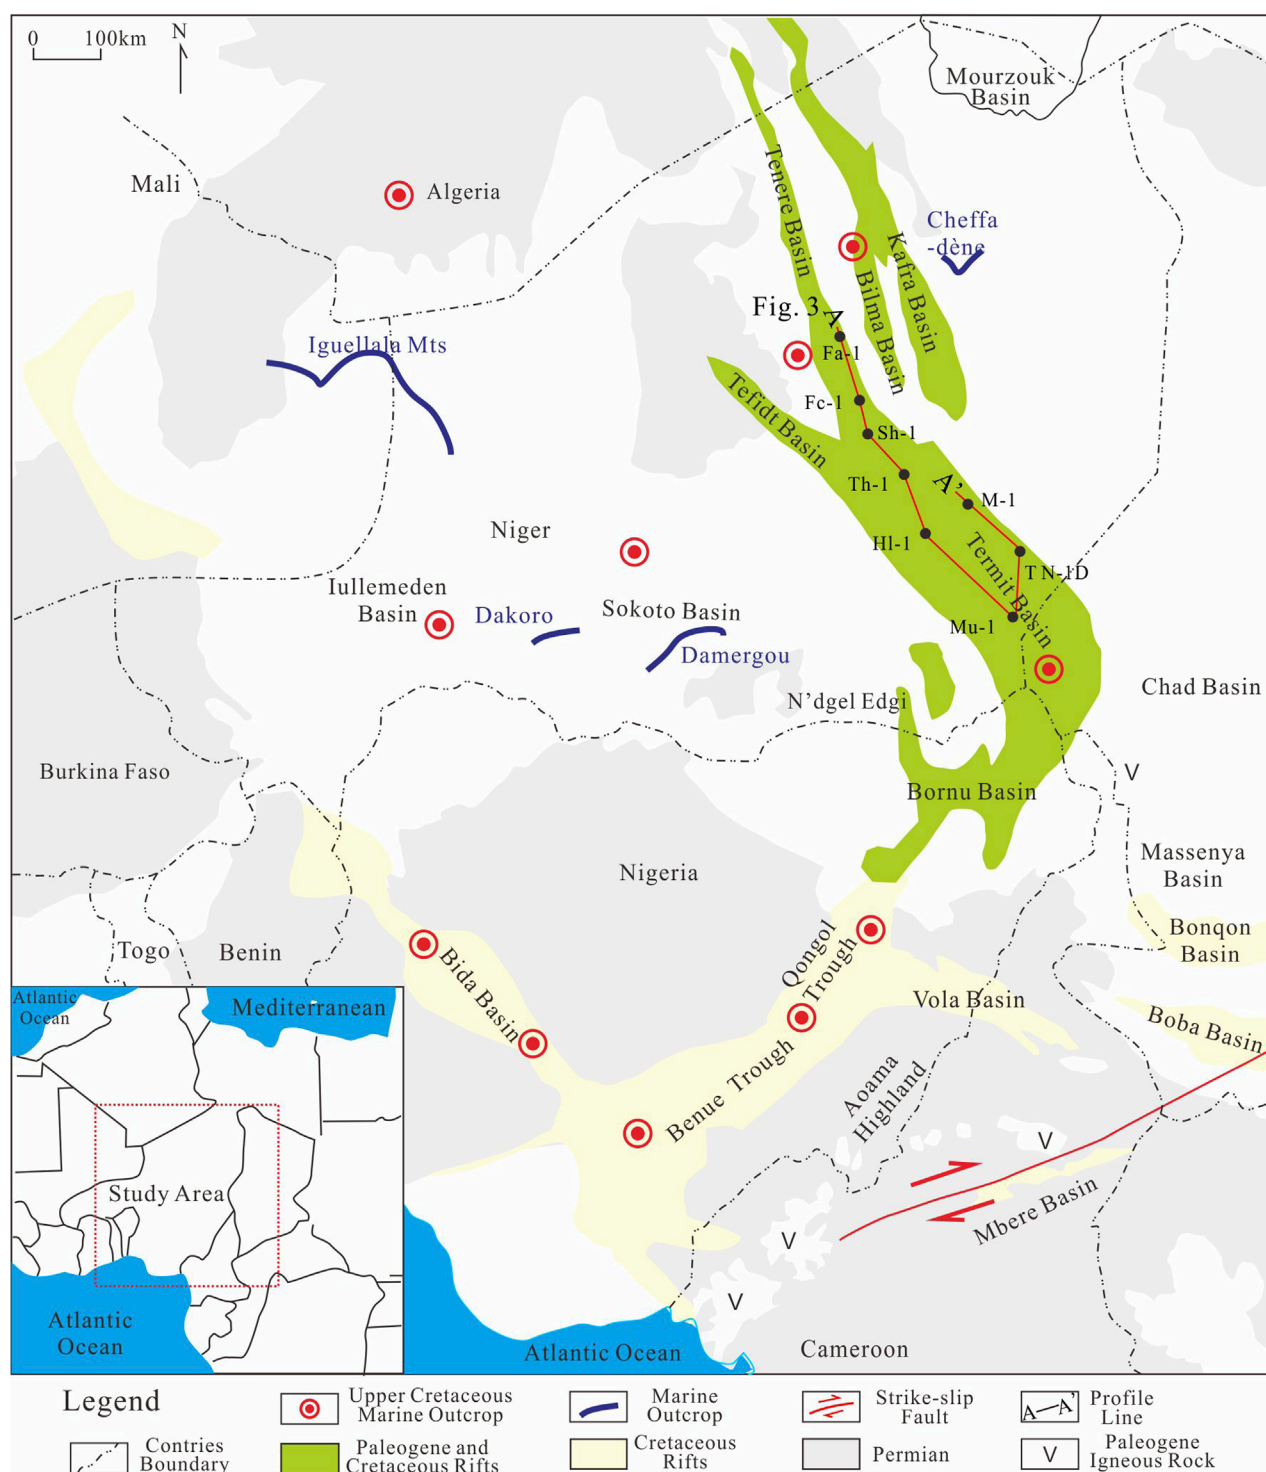 0 100km
N
Mourzouk
Basin
Mali
Algeria
Tenere Basin
Cheffa
-dène
Kafra Basin
Bilma Basin
Fig. 3
A
Iguellala Mts
Fa-1
Tefidt Basin
Fc-1
Sh-1
Th-1
A’
M-1
Niger
Hl-1
Termit Basin
TN-1D
Iullemeden
Basin
Dakoro
Sokoto Basin
Mu-1
Damergou
N’dgel Edgi
Chad Basin
Burkina Faso
V
Bornu Basin
Nigeria
Massenya
Basin
Togo
Benin
Qongol
Trough
Bonqon
Basin
Bida Basin
Vola Basin
Boba Basin
Benue Trough
Aoama
Highland
V
Mbere Basin
V
V
Atlantic
Ocean
Mediterranean
Study Area
Atlantic
Ocean
Atlantic Ocean
Cameroon
Legend
Upper Cretaceous
Marine Outcrop
Marine
Outcrop
Strike-slip
Fault
A—A’
Profile
Line
Contries
Boundary
Paleogene and
Cretaceous Rifts
Cretaceous
Rifts
Permian
V
Paleogene
Igneous Rock